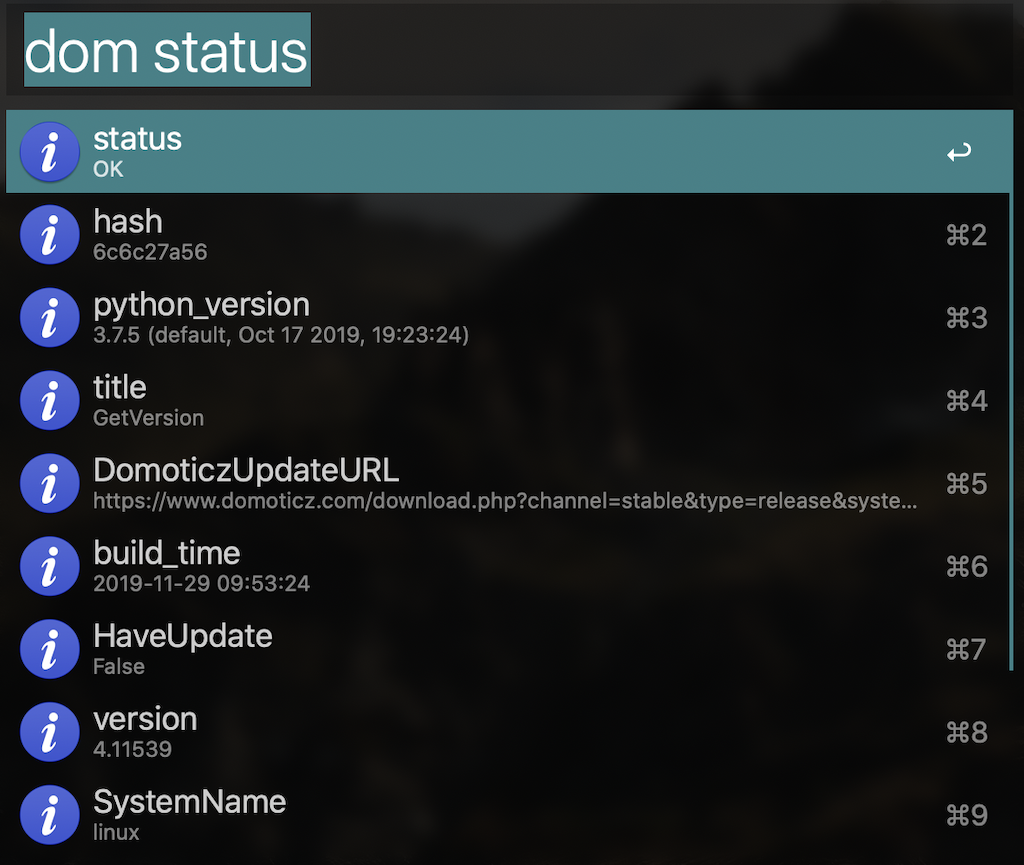 dom status
status
OK
hash
6c6c27a56
⌘2
python_version
3.7.5 (default, Oct 17 2019, 19:23:24)
⌘3
title
GetVersion
⌘4
DomoticzUpdateURL
https://www.domoticz.com/download.php?channel=stable&type=release&syste...
⌘5
build_time
2019-11-29 09:53:24
⌘6
HaveUpdate
False
⌘7
version
4.11539
⌘8
SystemName
linux
⌘9